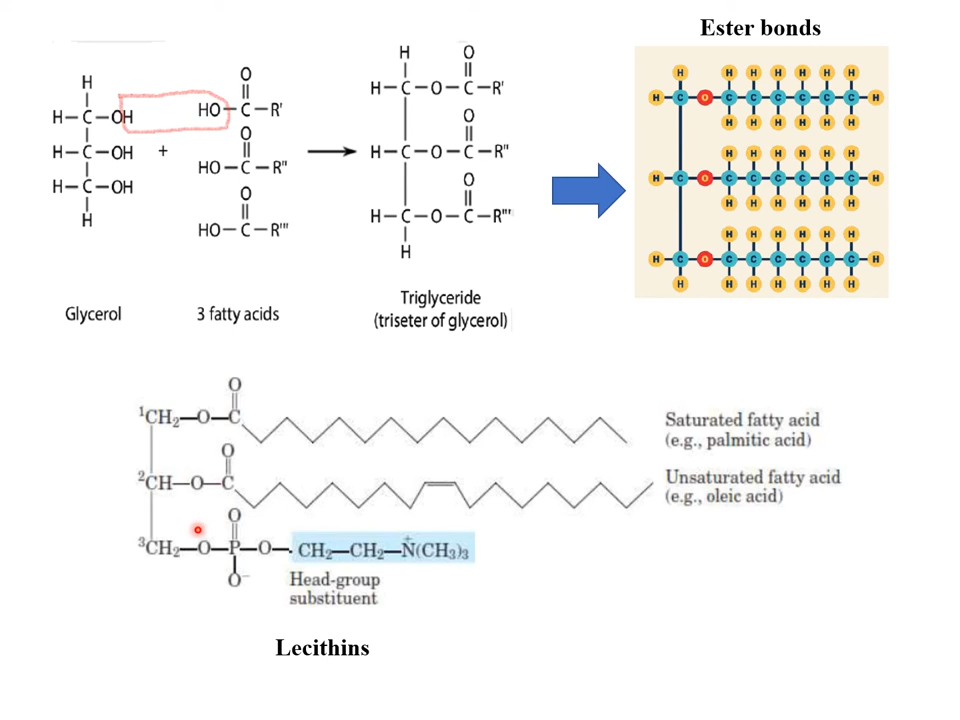 Ester bonds
H
H–C–OH
H–C–OH
H–C–OH
H
+
O
HO–C–R'
O
HO–C–R"
O
HO–C–R'"
H
O
H–C–O–C–R'
O
H–C–O–C–R"
O
H–C–O–C–R'"
H
Glycerol
3 fatty acids
Triglyceride
(triseter of glycerol)
H H H H H H H
H C O C C C C C C H
H H H H H H
H H H H H H
H C O C C C C C C H
H H H H H H
H H H H H H
H C O C C C C C C H
H H H H H H H
O
¹CH₂–O–C
Saturated fatty acid
(e.g., palmitic acid)
O
²CH–O–C
Unsaturated fatty acid
(e.g., oleic acid)
O
³CH₂–O–P–O–CH₂–CH₂–N⁺(CH₃)₃
O⁻
Head-group
substituent
Lecithins